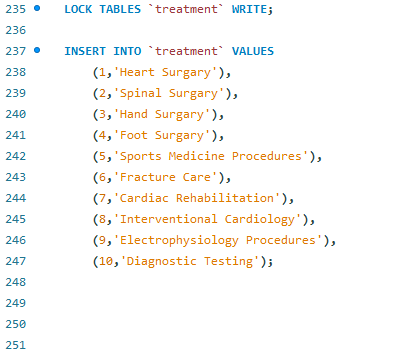 235 LOCK TABLES `treatment` WRITE;
236
237 INSERT INTO `treatment` VALUES
238 (1,'Heart Surgery'),
239 (2,'Spinal Surgery'),
240 (3,'Hand Surgery'),
241 (4,'Foot Surgery'),
242 (5,'Sports Medicine Procedures'),
243 (6,'Fracture Care'),
244 (7,'Cardiac Rehabilitation'),
245 (8,'Interventional Cardiology'),
246 (9,'Electrophysiology Procedures'),
247 (10,'Diagnostic Testing');
248
249
250
251